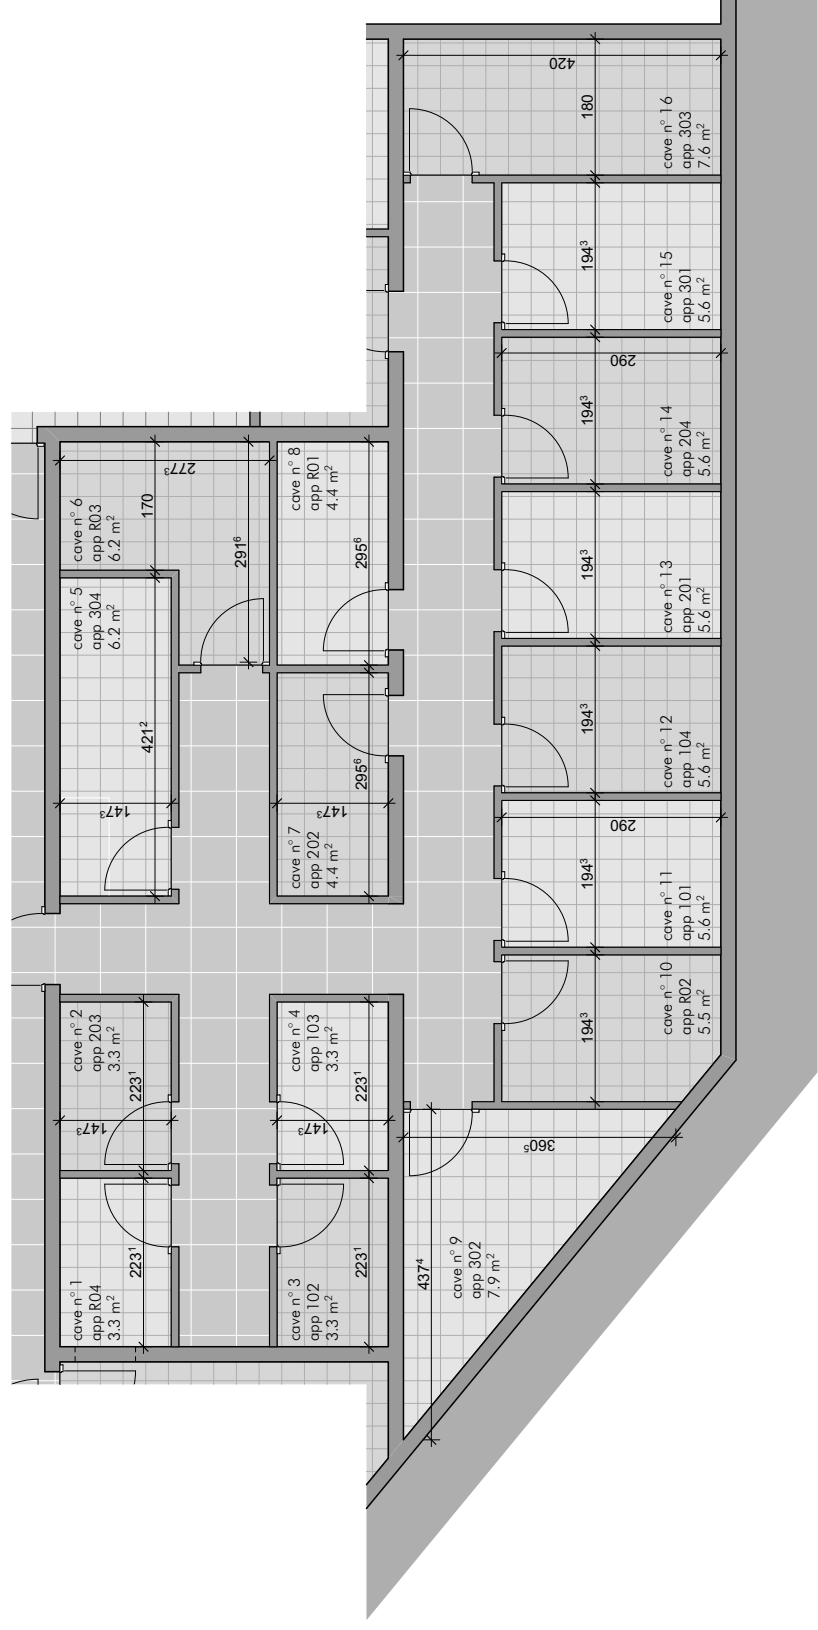 420
180
cave n° 16
app 303
7.6 m²
194³
cave n° 15
app 301
5.6 m²
290
194³
cave n° 14
app 204
5.6 m²
194³
cave n° 13
app 201
5.6 m²
194³
cave n° 12
app 104
5.6 m²
290
194³
cave n° 11
app 101
5.6 m²
194³
cave n° 10
app R02
5.5 m²
360⁵
437⁴
cave n° 9
app 302
7.9 m²
277³
170
291⁶
cave n° 6
app R03
6.2 m²
cave n° 8
app R01
4.4 m²
295⁶
cave n° 5
app 304
6.2 m²
421²
147³
295⁶
147³
cave n° 7
app 202
4.4 m²
cave n° 2
app 203
3.3 m²
223¹
147³
cave n° 4
app 103
3.3 m²
223¹
147³
cave n° 1
app R04
3.3 m²
223¹
cave n° 3
app 102
3.3 m²
223¹